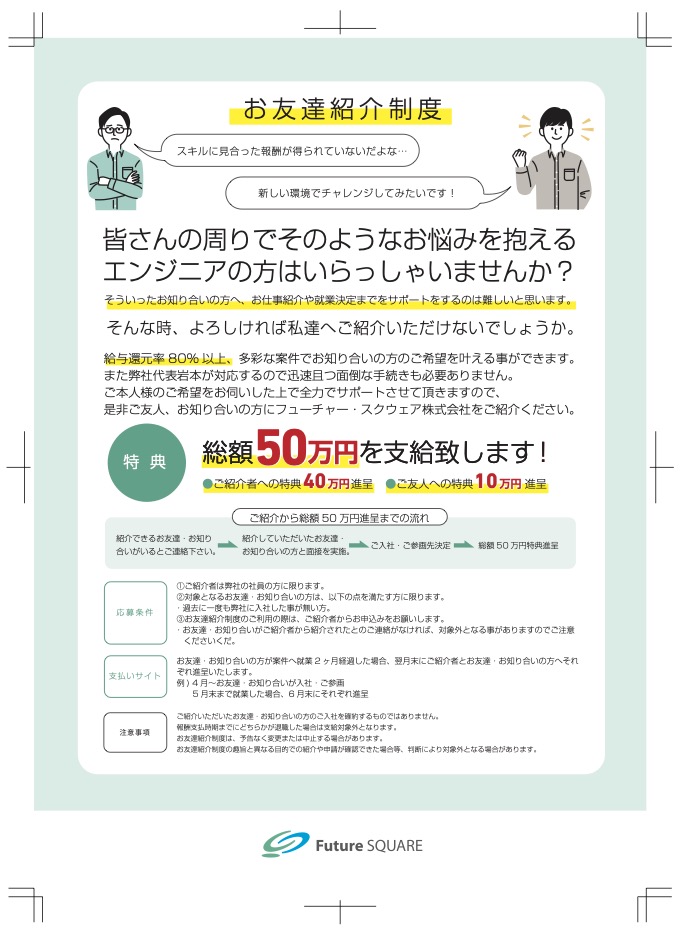 お友達紹介制度
スキルに見合った報酬が得られていないだよな…
新しい環境でチャレンジしてみたいです！
皆さんの周りでそのようなお悩みを抱える
エンジニアの方はいらっしゃいませんか？
そういったお知り合いの方へ、お仕事紹介や就業決定までをサポートをするのは難しいと思います。
そんな時、よろしければ私達へご紹介いただけないでしょうか。
給与還元率 80% 以上、多彩な案件でお知り合いの方のご希望を叶える事ができます。
また弊社代表岩本が対応するので迅速且つ面倒な手続きも必要ありません。
ご本人様のご希望をお伺いした上で全力でサポートさせて頂きますので、
是非ご友人、お知り合いの方にフューチャー・スクウェア株式会社をご紹介ください。
特典
総額50万円を支給致します！
●ご紹介者への特典 40万円進呈 ●ご友人への特典 10万円 進呈
ご紹介から総額 50 万円進呈までの流れ
紹介できるお友達・お知り
合いがいるとご連絡下さい。
紹介していただいたお友達・
お知り合いの方と面接を実施。
ご入社・ご参画先決定
総額 50 万円特典進呈
応募条件
①ご紹介者は弊社の社員の方に限ります。
②対象となるお友達・お知り合いの方は、以下の点を満たす方に限ります。
・過去に一度も弊社に入社した事が無い方。
③お友達紹介制度のご利用の際は、ご紹介者からお申込みをお願いします。
・お友達・お知り合いがご紹介者から紹介されたとのご連絡がなければ、対象外となる事がありますのでご注意
くださいくだ。
支払いサイト
お友達・お知り合いの方が案件へ就業 2 ヶ月経過した場合、翌月末にご紹介者とお友達・お知り合いの方へそれ
ぞれ進呈いたします。
例 ) 4 月～お友達・お知り合いが入社・ご参画
5 月末まで就業した場合、6 月末にそれぞれ進呈
注意事項
ご紹介いただいたお友達・お知り合いの方のご入社を確約するものではありません。
報酬支払時期までにどちらかが退職した場合は支給対象外となります。
お友達紹介制度は、予告なく変更または中止する場合があります。
お友達紹介制度の趣旨と異なる目的での紹介や申請が確認できた場合等、判断により対象外となる場合があります。
Future SQUARE